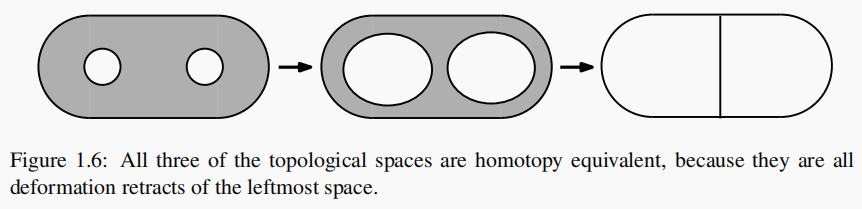 Figure 1.6: All three of the topological spaces are homotopy equivalent, because they are all
deformation retracts of the leftmost space.